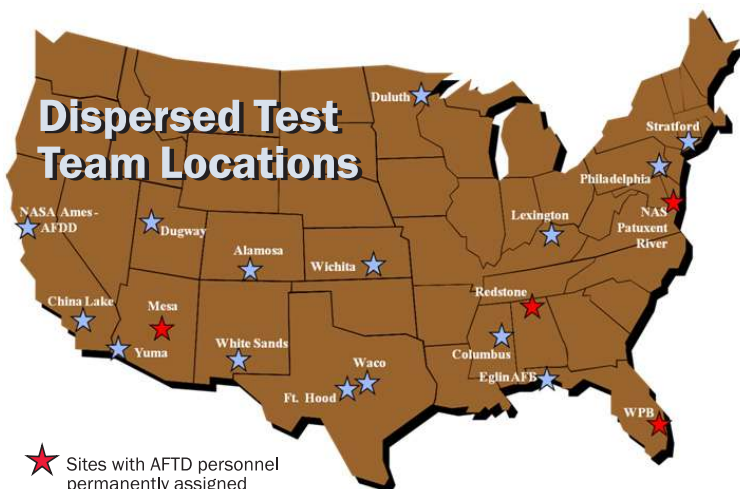 Dispersed Test
Team Locations
Duluth
Stratford
Philadelphia
NAS
Patuxent
River
Lexington
NASA Ames -
AFDD
Dugway
Alamosa
Wichita
China Lake
Mesa
Yuma
White Sands
Redstone
Columbus
Eglin AFB
Waco
Ft. Hood
WPB
Sites with AFTD personnel
permanently assigned